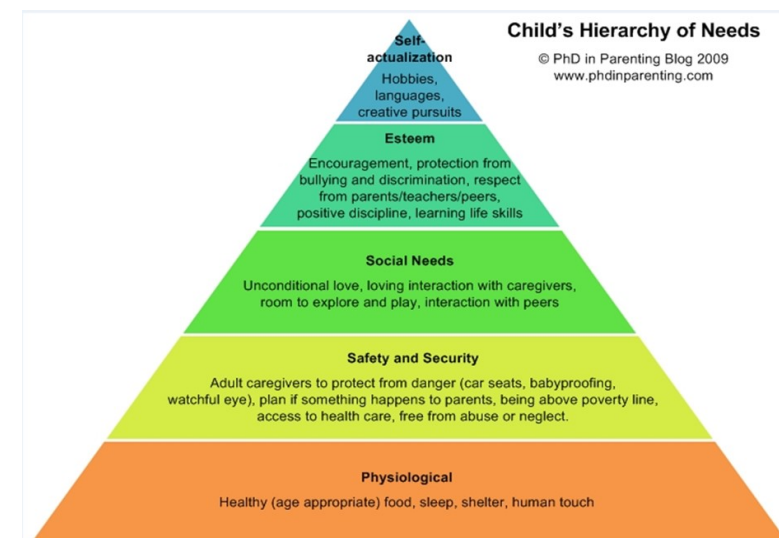 Child's Hierarchy of Needs
© PhD in Parenting Blog 2009
www.phdinparenting.com
Self-
actualization
Hobbies,
languages,
creative pursuits
Esteem
Encouragement, protection from
bullying and discrimination, respect
from parents/teachers/peers,
positive discipline, learning life skills
Social Needs
Unconditional love, loving interaction with caregivers,
room to explore and play, interaction with peers
Safety and Security
Adult caregivers to protect from danger (car seats, babyproofing,
watchful eye), plan if something happens to parents, being above poverty line,
access to health care, free from abuse or neglect.
Physiological
Healthy (age appropriate) food, sleep, shelter, human touch